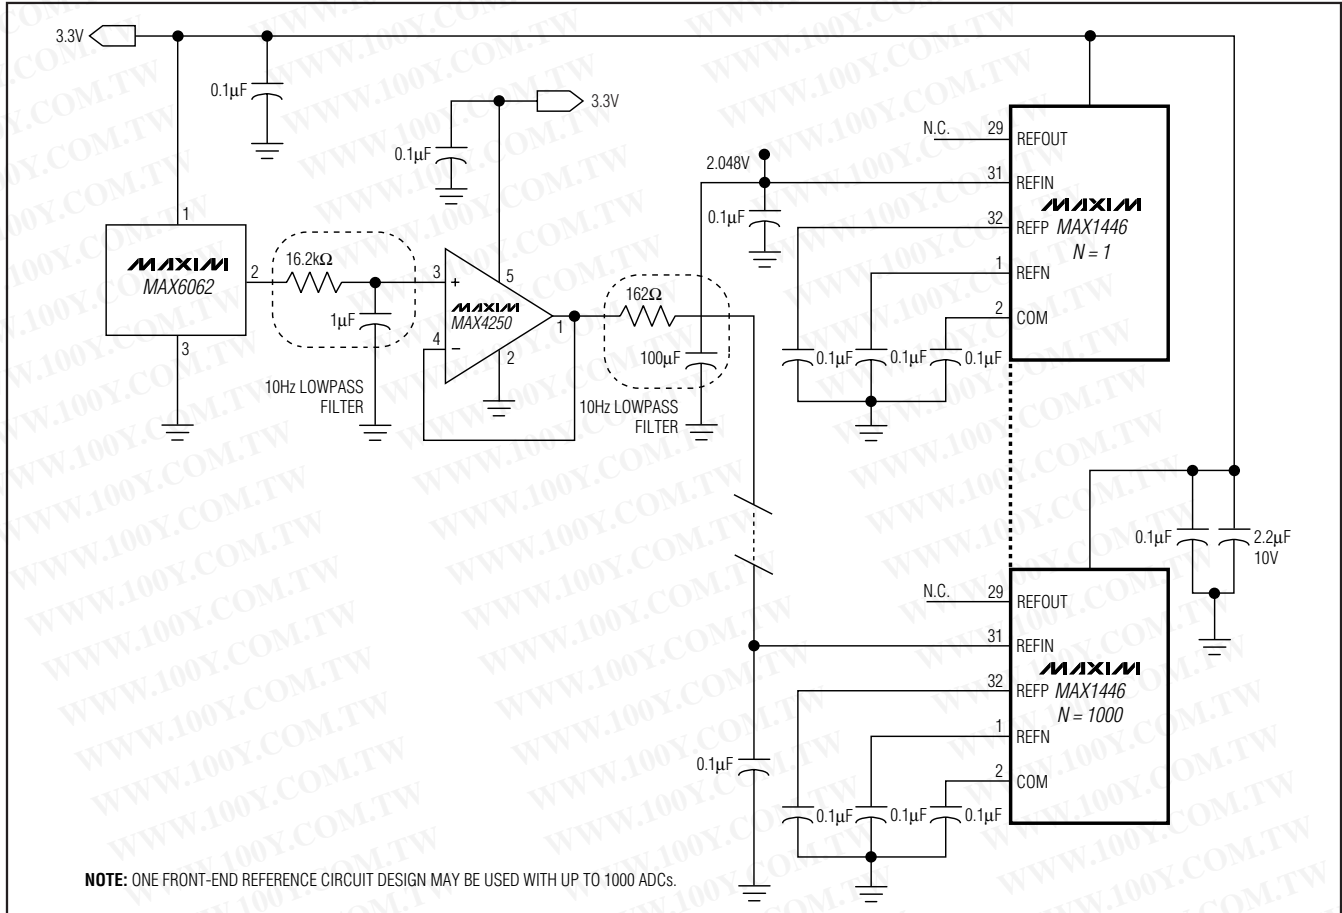 3.3V
0.1µF
0.1µF
3.3V
1
MAXIM
MAX6062
2
3
16.2kΩ
1µF
10Hz LOWPASS
FILTER
3
+
4
−
MAXIM
MAX4250
5
2
1
162Ω
100µF
10Hz LOWPASS
FILTER
2.048V
0.1µF
N.C.
29
REFOUT
31
REFIN
32
REFP
1
REFN
2
COM
MAXIM
MAX1446
N = 1
0.1µF
0.1µF
0.1µF
0.1µF
2.2µF
10V
N.C.
29
REFOUT
31
REFIN
32
REFP
1
REFN
2
COM
MAXIM
MAX1446
N = 1000
0.1µF
0.1µF
0.1µF
0.1µF
NOTE: ONE FRONT-END REFERENCE CIRCUIT DESIGN MAY BE USED WITH UP TO 1000 ADCs.
WWW.100Y.COM.TW